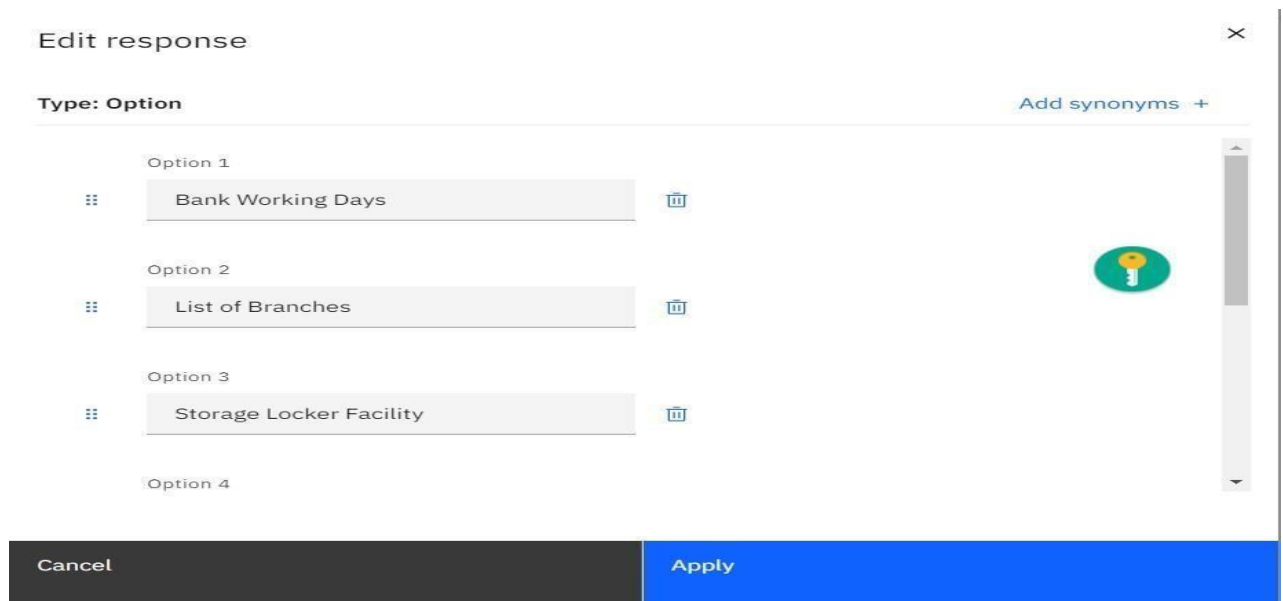 Edit response
Type: Option
Add synonyms +
Option 1
Bank Working Days
Option 2
List of Branches
Option 3
Storage Locker Facility
Option 4
Cancel
Apply